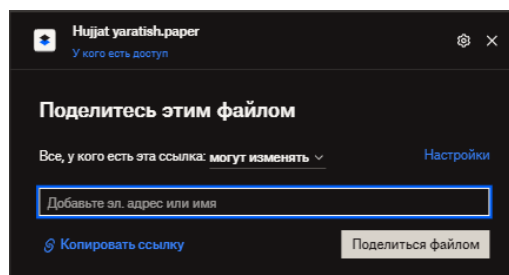 Hujjat yaratish.paper
У кого есть доступ
Поделитесь этим файлом
Все, у кого есть эта ссылка: могут изменять
Настройки
Добавьте эл. адрес или имя
Копировать ссылку
Поделиться файлом